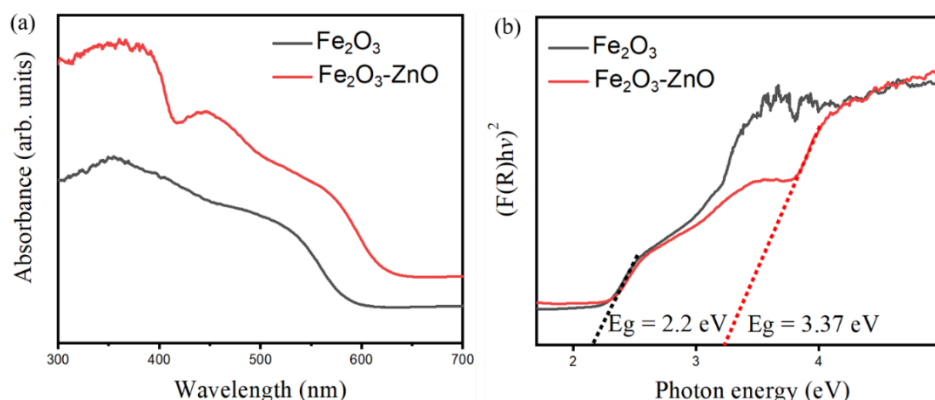 (a)
Fe₂O₃
Fe₂O₃-ZnO
Absorbance (arb. units)
300 400 500 600 700
Wavelength (nm)
(b)
Fe₂O₃
Fe₂O₃-ZnO
(F(R)hν)²
Eg = 2.2 eV Eg = 3.37 eV
2 3 4
Photon energy (eV)